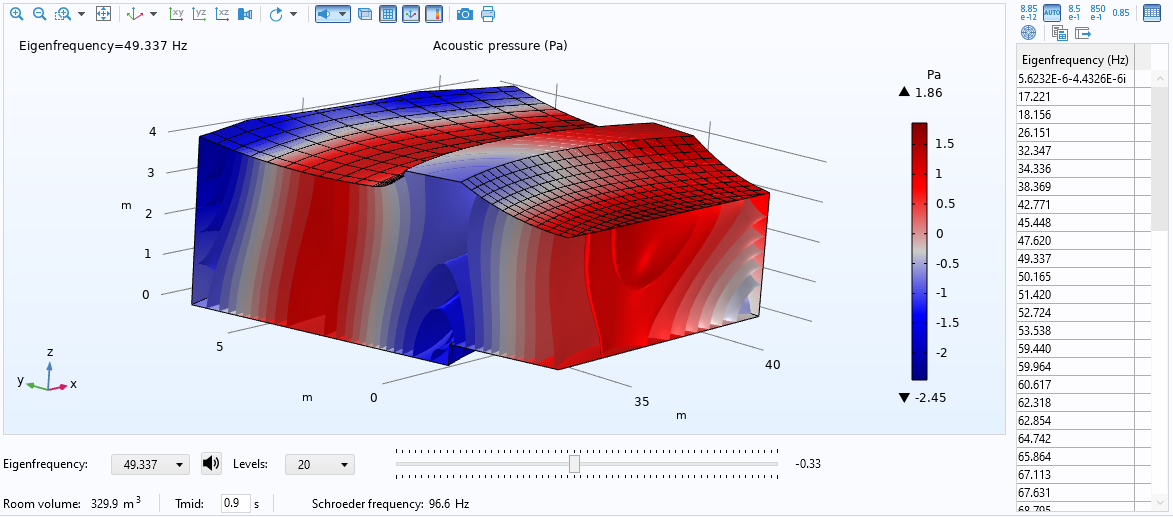 xy yz xz
8.85
e-12
AUTO
8.5
e-1
850
e-1
0.85
Eigenfrequency=49.337 Hz
Acoustic pressure (Pa)
Pa
1.86
1.5
1
0.5
0
-0.5
-1
-1.5
-2
-2.45
4
3
2
1
0
m
5
0
m
35
40
m
z
y
x
Eigenfrequency (Hz)
5.6232E-6-4.4326E-6i
17.221
18.156
26.151
32.347
34.336
38.369
42.771
45.448
47.620
49.337
50.165
51.420
52.724
53.538
59.440
59.964
60.617
62.318
62.854
64.742
65.864
67.113
67.631
68.705
Eigenfrequency: 49.337 Levels: 20 -0.33
Room volume: 329.9 m³ Tmid: 0.9 s Schroeder frequency: 96.6 Hz